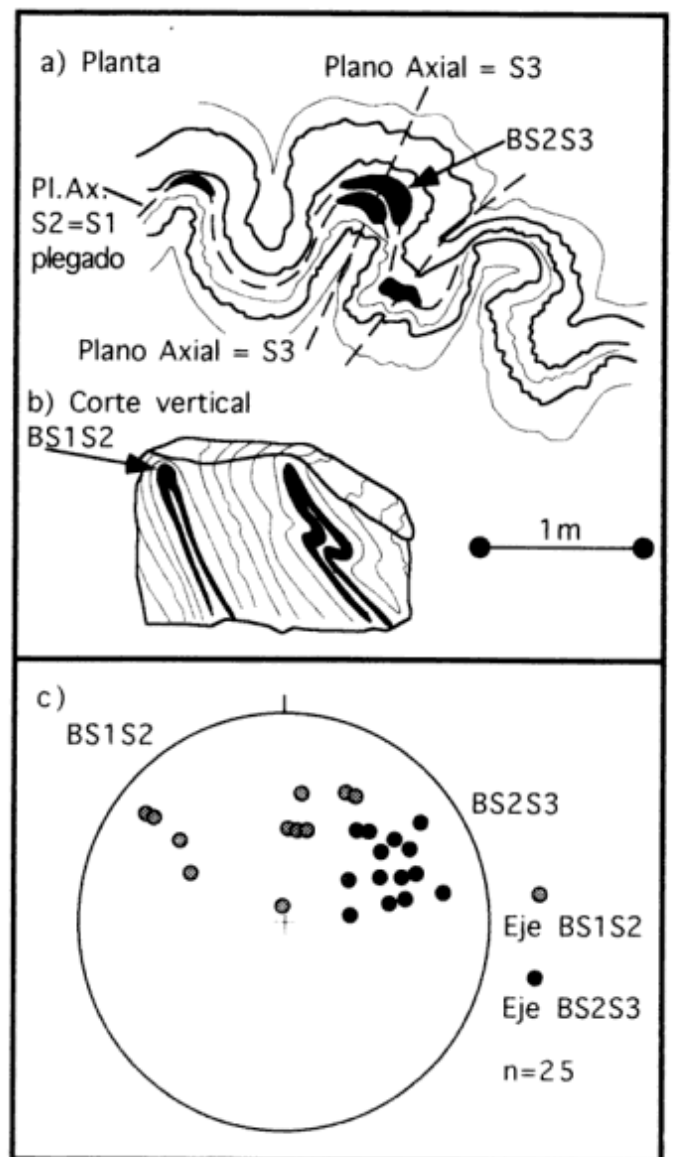 a) Planta
Plano Axial = S3
BS2S3
Pl.Ax.
S2=S1
plegado
Plano Axial = S3
b) Corte vertical
BS1S2
1m
c)
BS1S2
BS2S3
Eje BS1S2
Eje BS2S3
n=25